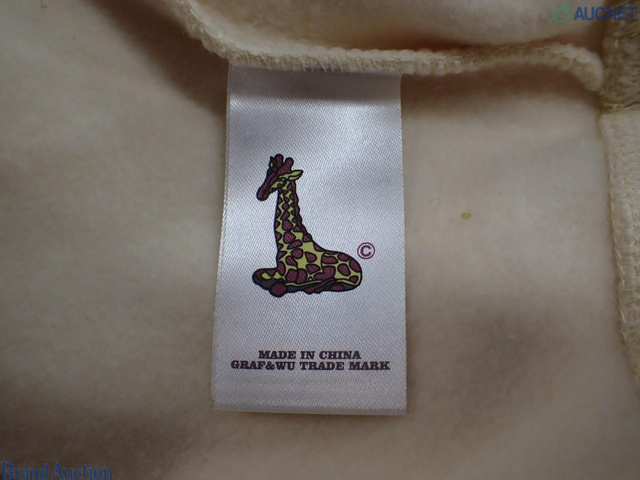 AUCNET
©
MADE IN CHINA
GRAF&WU TRADE MARK
Brand Auction